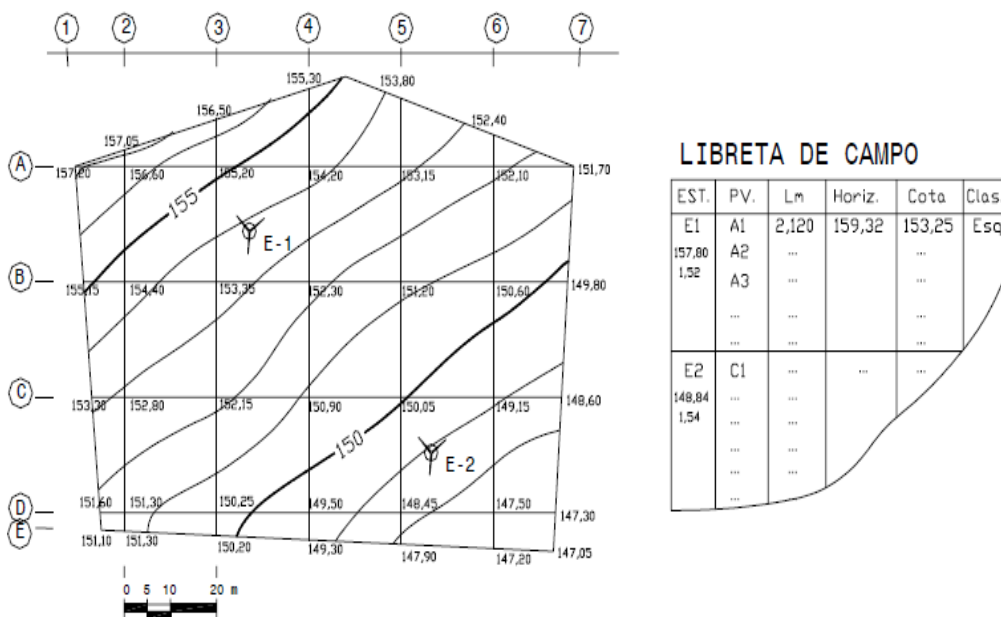 1 2 3 4 5 6 7
155,30
153,80
156,50
152,40
157,05
A
157,20 156,60 155,20 154,20 153,15 152,10 151,70
155
E-1
B
155,15 154,40 153,35 152,30 151,20 150,60 149,80
C
153,30 152,80 152,15 150,90 150,05 149,15 148,60
150
E-2
D
151,60 151,30 150,25 149,50 148,45 147,50 147,30
E
151,10 151,30 150,20 149,30 147,90 147,20 147,05
0 5 10 20 m
LIBRETA DE CAMPO
EST. PV. Lm Horiz. Cota Clas.
E1 A1 2,120 159,32 153,25 Esq
157,80 A2 ... ...
1,52 A3 ... ...
... ... ...
... ... ...
E2 C1 ... ... ...
148,84 ... ...
1,54 ... ...
... ...
... ...
...